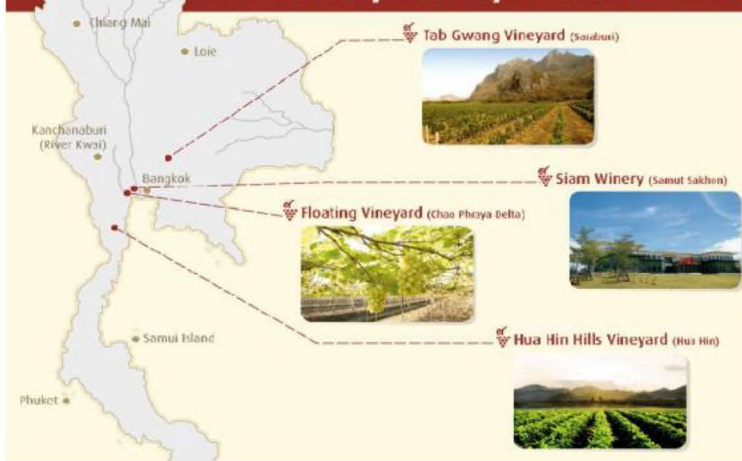 Chiang Mai
Loie
Tab Gwang Vineyard (Saraburi)
Kanchanaburi
(River Kwai)
Bangkok
Siam Winery (Samut Sakhon)
Floating Vineyard (Chao Phraya Delta)
Hua Hin Hills Vineyard (Hua Hin)
Samui Island
Phuket